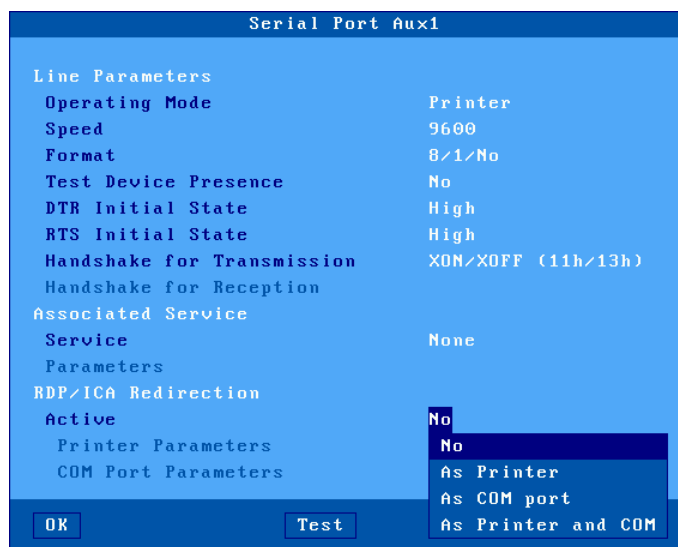 Serial Port Aux1
Line Parameters
Operating Mode Printer
Speed 9600
Format 8/1/No
Test Device Presence No
DTR Initial State High
RTS Initial State High
Handshake for Transmission XON/XOFF (11h/13h)
Handshake for Reception
Associated Service
Service None
Parameters
RDP/ICA Redirection
Active No
Printer Parameters No
COM Port Parameters As Printer
As COM port
OK Test As Printer and COM